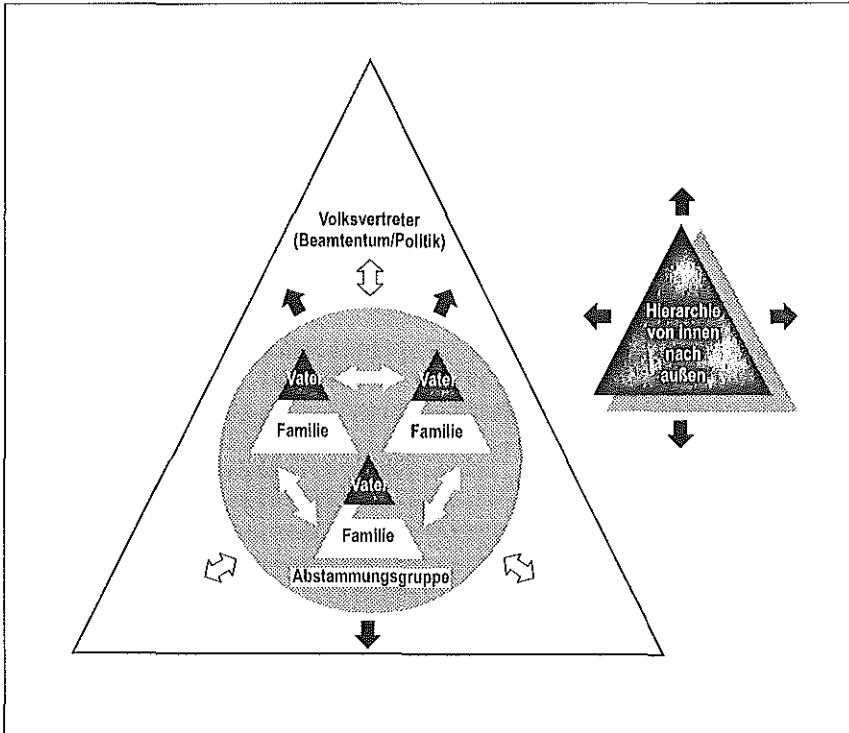 Volksvertreter
(Beamtentum/Politik)
Vater
Vater
Familie
Familie
Vater
Familie
Abstammungsgruppe
Hierarchie
von innen
nach
außen